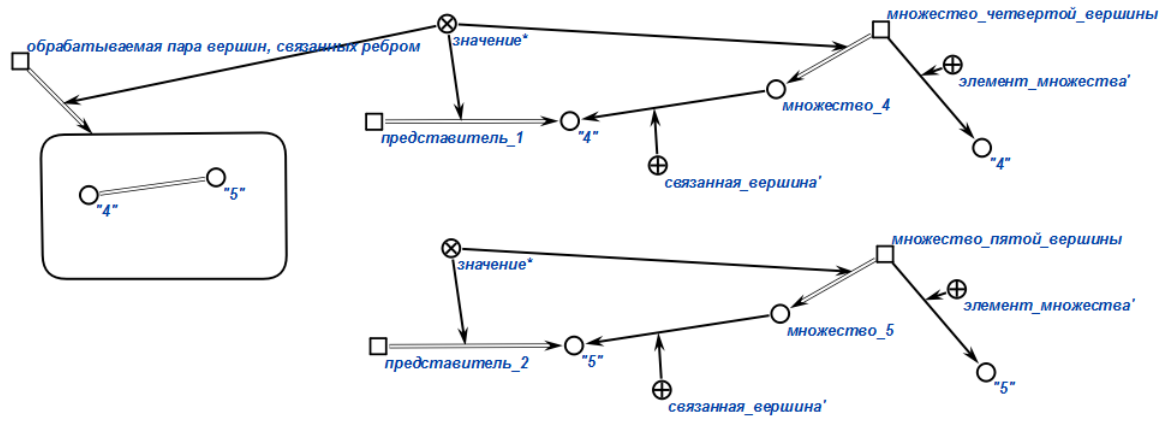 множество_четвертой_вершины
обрабатываемая пара вершин, связанных ребром
значение*
элемент_множества'
множество_4
представитель_1
"4"
"4"
связанная_вершина'
"5"
"4"
множество_пятой_вершины
значение*
элемент_множества'
множество_5
представитель_2
"5"
"5"
связанная_вершина'